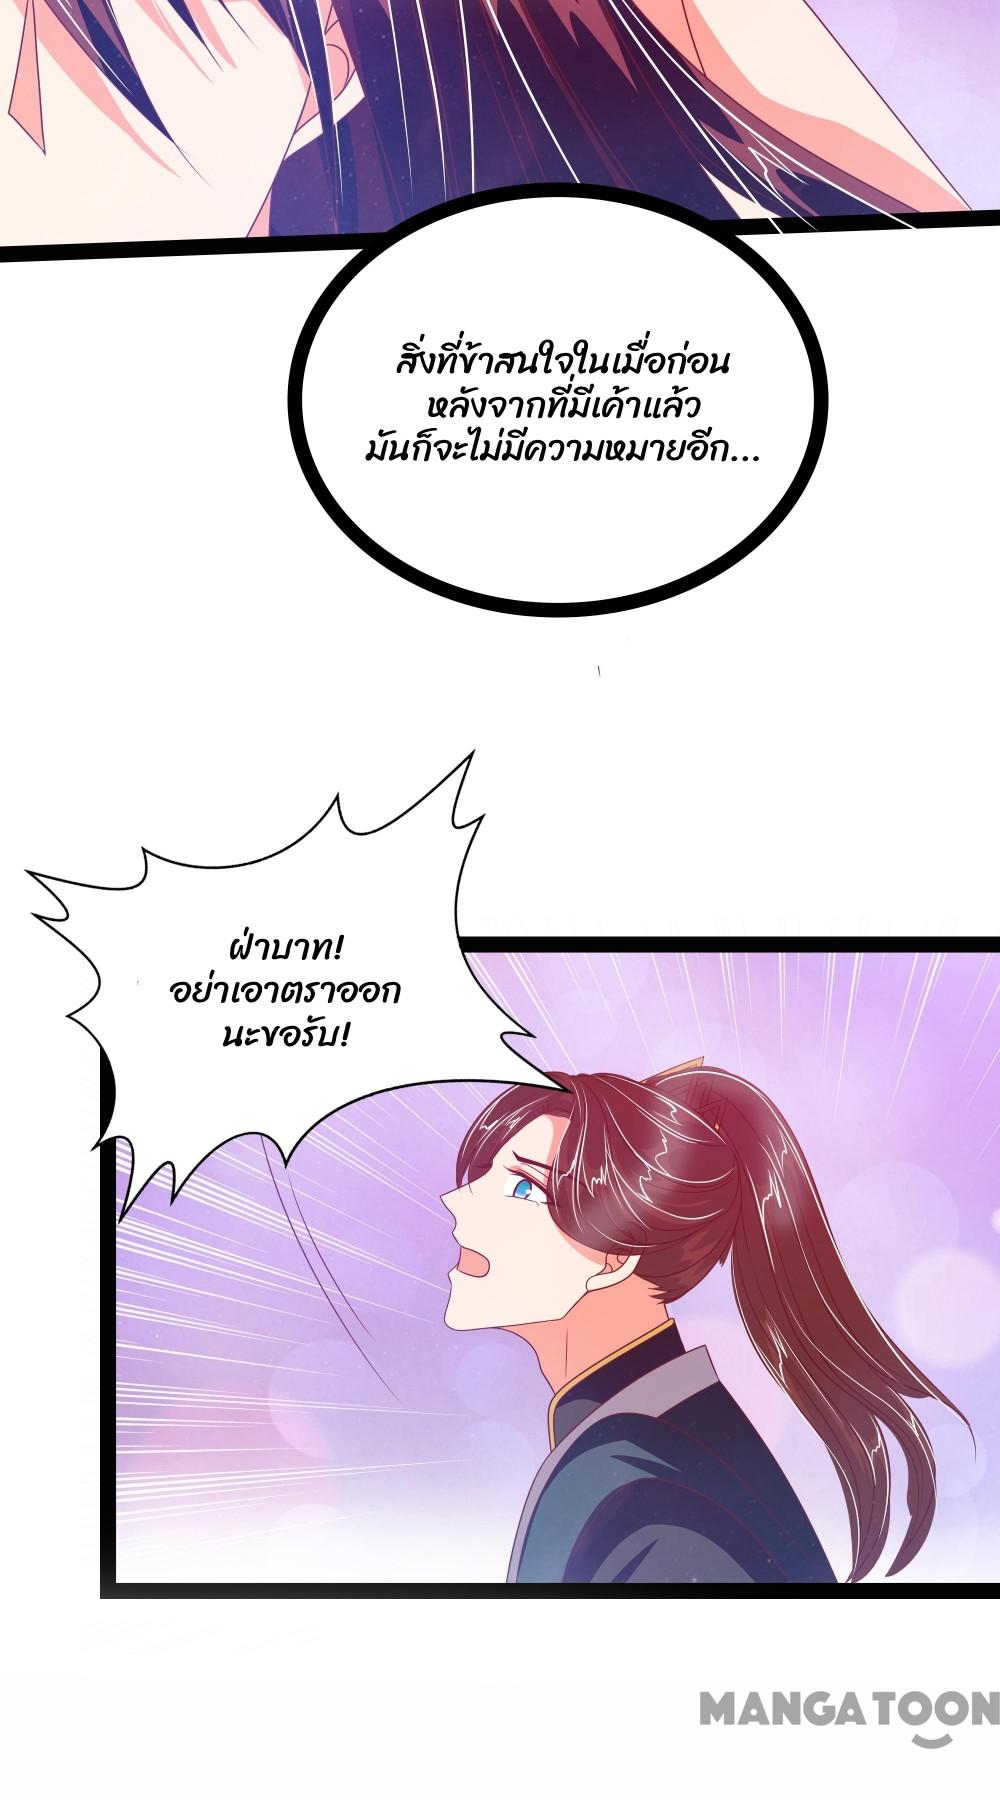 สิ่งที่ข้าสนใจในเมื่อก่อน
หลังจากที่มีเค้าแล้ว
มันก็จะไม่มีความหมายอีก...
ฝ่าบาท!
อย่าเอาตราออก
นะขอรับ!
MANGATOON